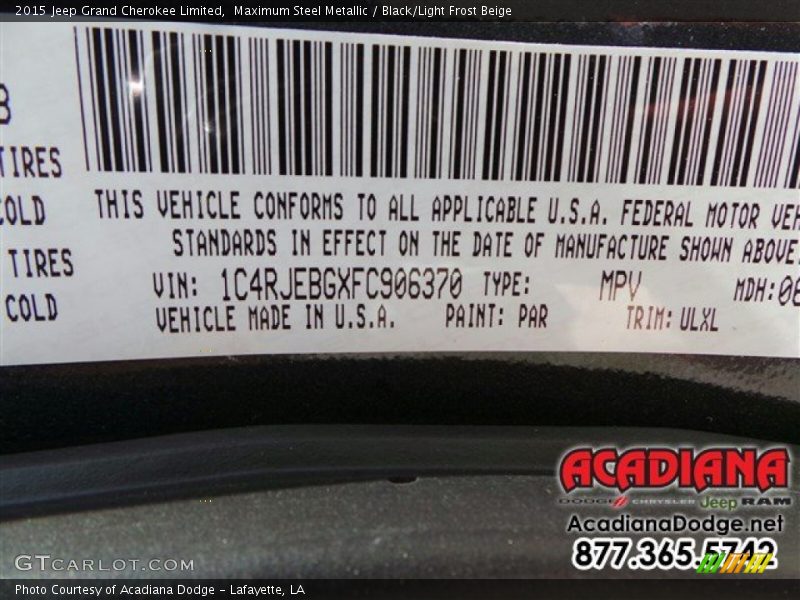 2015 Jeep Grand Cherokee Limited,  Maximum Steel Metallic / Black/Light Frost Beige
TIRES
COLD
TIRES
COLD
THIS VEHICLE CONFORMS TO ALL APPLICABLE U.S.A. FEDERAL MOTOR VEH
STANDARDS IN EFFECT ON THE DATE OF MANUFACTURE SHOWN ABOVE.
VIN: 1C4RJEBGXFC906370 TYPE: MPV MDH:06
VEHICLE MADE IN U.S.A. PAINT: PAR TRIM: ULXL
ACADIANA
DODGE CHRYSLER Jeep RAM
AcadianaDodge.net
877.365.5742
GTCARLOT.COM
Photo Courtesy of Acadiana Dodge – Lafayette, LA